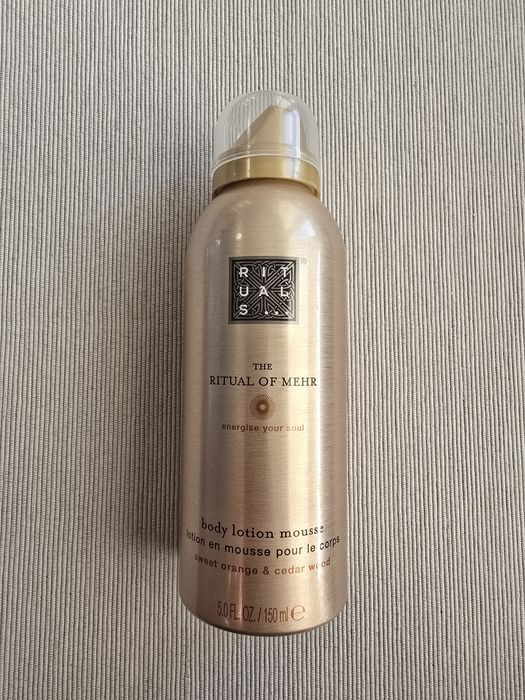 RIT
UAL
S...
®
THE
RITUAL OF MEHR
energise your soul
body lotion mousse
lotion en mousse pour le corps
sweet orange & cedar wood
5.0 FL. OZ. / 150 ml ℮